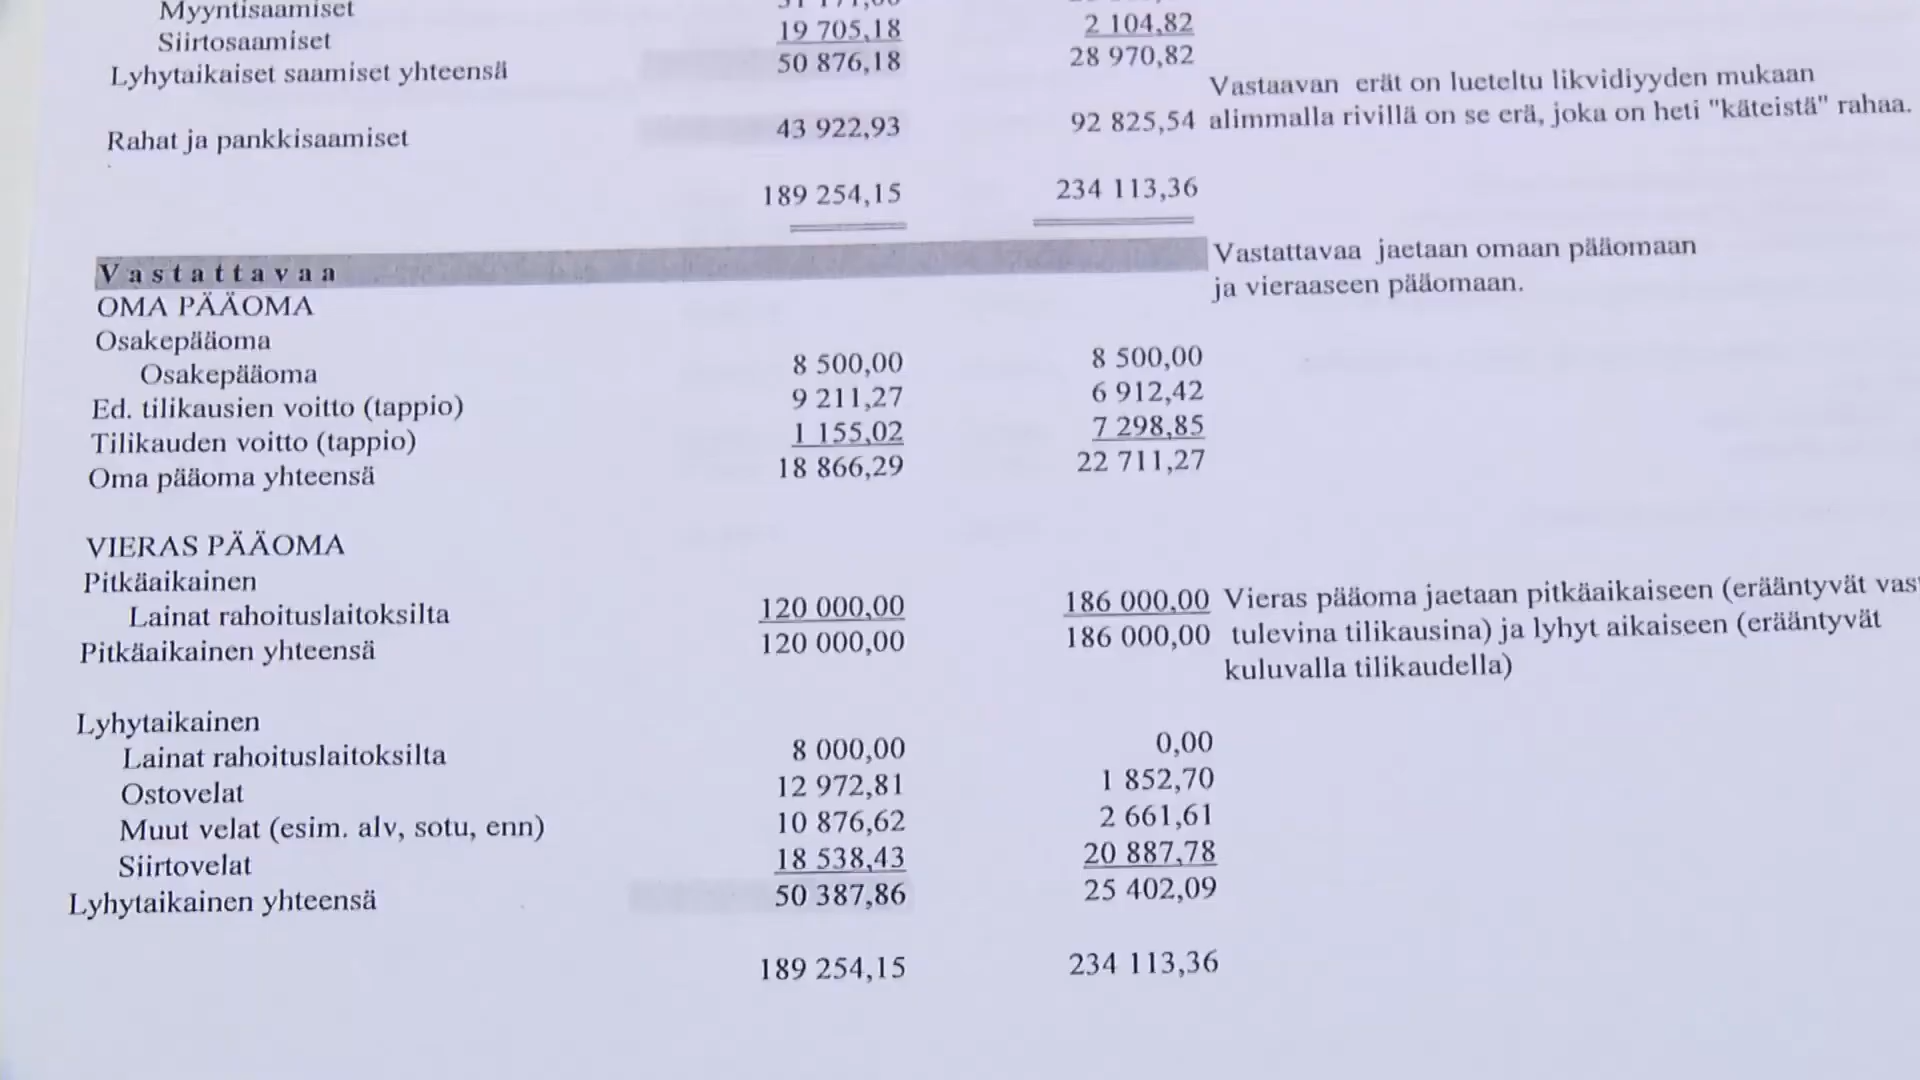 Myyntisaamiset
Siirtosaamiset 19 705,18 2 104,82
Lyhytaikaiset saamiset yhteensä 50 876,18 28 970,82
Vastaavan erät on lueteltu likvidiyyden mukaan
Rahat ja pankkisaamiset 43 922,93 92 825,54 alimmalla rivillä on se erä, joka on heti "käteistä" rahaa.
189 254,15 234 113,36
Vastattavaa Vastattavaa jaetaan omaan pääomaan
OMA PÄÄOMA ja vieraaseen pääomaan.
Osakepääoma
Osakepääoma 8 500,00 8 500,00
Ed. tilikausien voitto (tappio) 9 211,27 6 912,42
Tilikauden voitto (tappio) 1 155,02 7 298,85
Oma pääoma yhteensä 18 866,29 22 711,27
VIERAS PÄÄOMA
Pitkäaikainen
Lainat rahoituslaitoksilta 120 000,00 186 000,00 Vieras pääoma jaetaan pitkäaikaiseen (erääntyvät
Pitkäaikainen yhteensä 120 000,00 186 000,00 tulevina tilikausina) ja lyhyt aikaiseen (erääntyvät
kuluvalla tilikaudella)
Lyhytaikainen
Lainat rahoituslaitoksilta 8 000,00 0,00
Ostovelat 12 972,81 1 852,70
Muut velat (esim. alv, sotu, enn) 10 876,62 2 661,61
Siirtovelat 18 538,43 20 887,78
Lyhytaikainen yhteensä 50 387,86 25 402,09
189 254,15 234 113,36